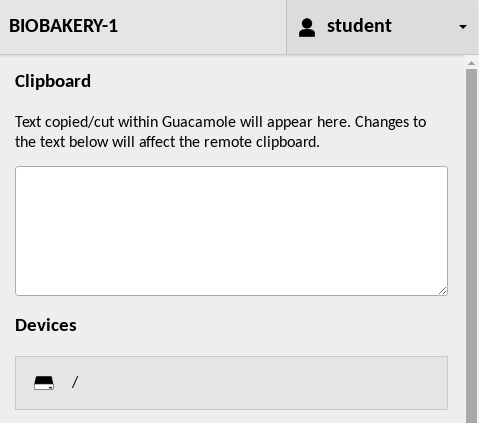 BIOBAKERY-1
student
Clipboard
Text copied/cut within Guacamole will appear here. Changes to
the text below will affect the remote clipboard.
Devices
/